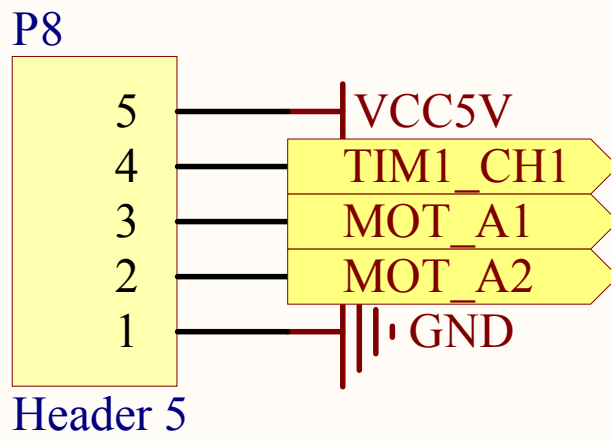 P8
5 VCC5V
4 TIM1_CH1
3 MOT_A1
2 MOT_A2
1 GND
Header 5